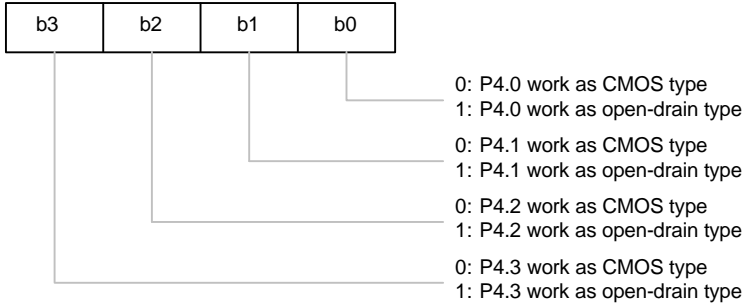 b3 b2 b1 b0
0: P4.0 work as CMOS type
1: P4.0 work as open-drain type
0: P4.1 work as CMOS type
1: P4.1 work as open-drain type
0: P4.2 work as CMOS type
1: P4.2 work as open-drain type
0: P4.3 work as CMOS type
1: P4.3 work as open-drain type